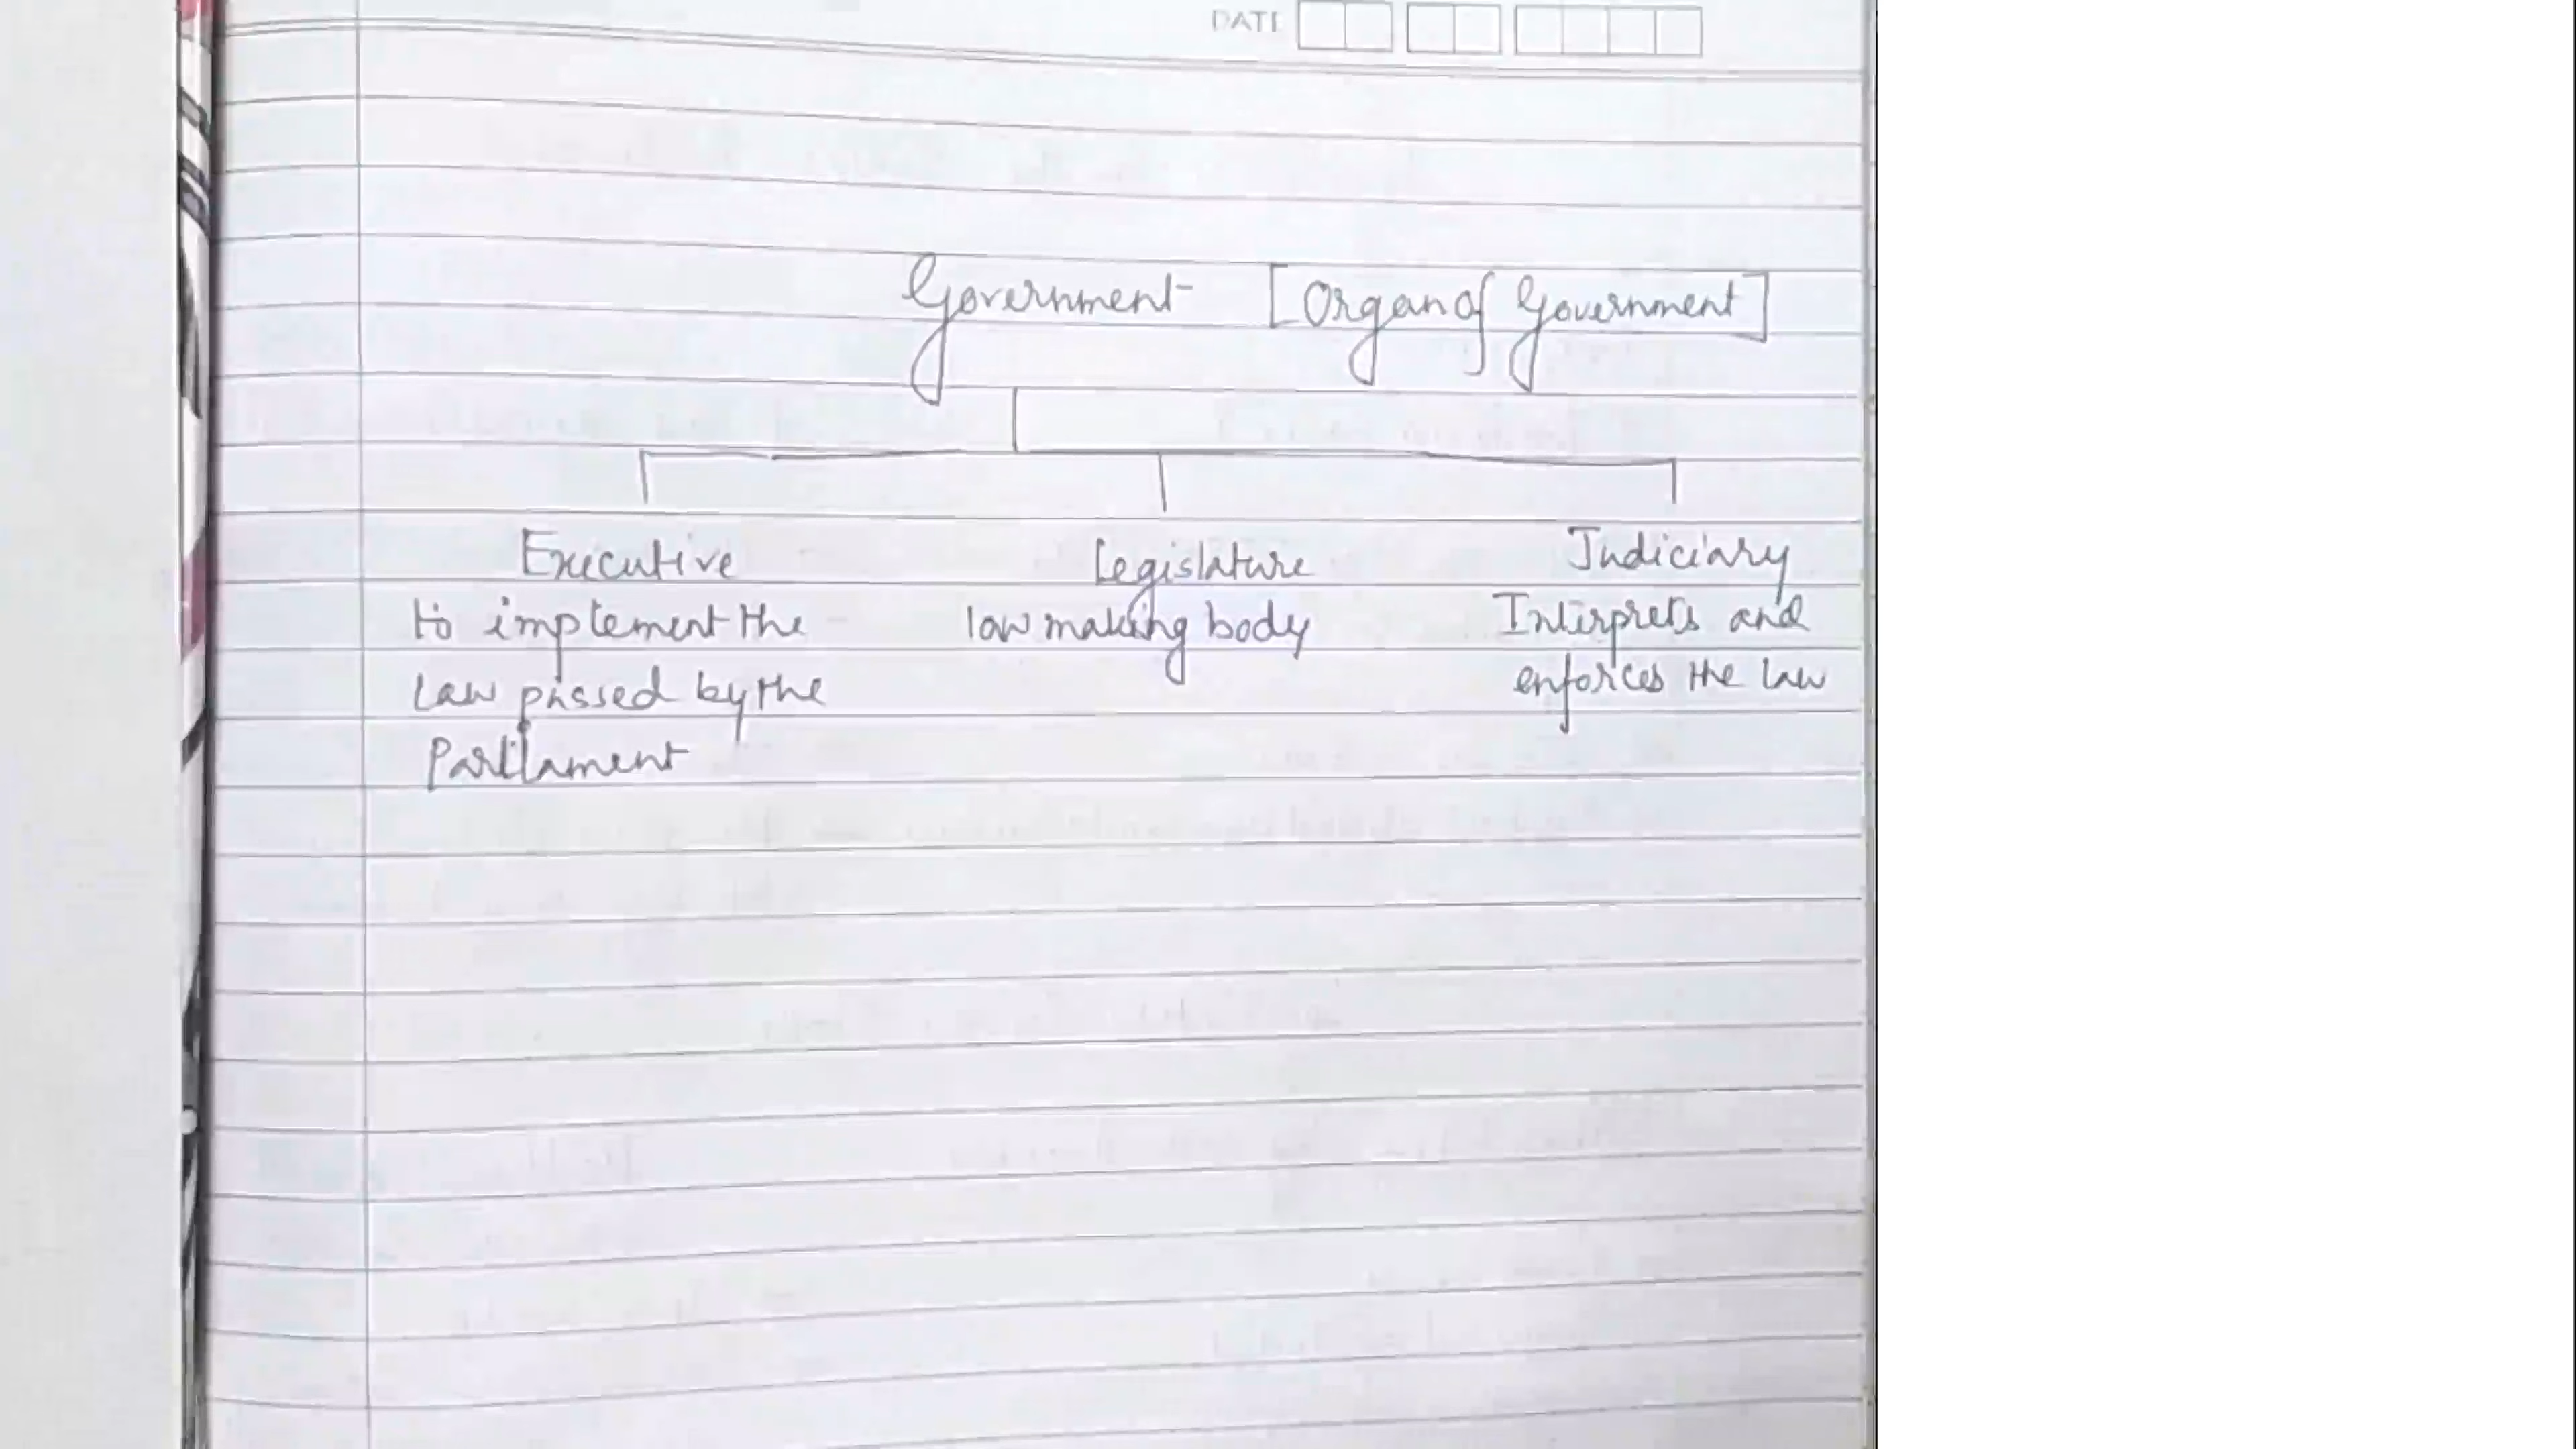 DATE
Government [Organ of Government]
Executive Legislature Judiciary
to implement the law making body Interprets and
law passed by the enforces the law
Parliament